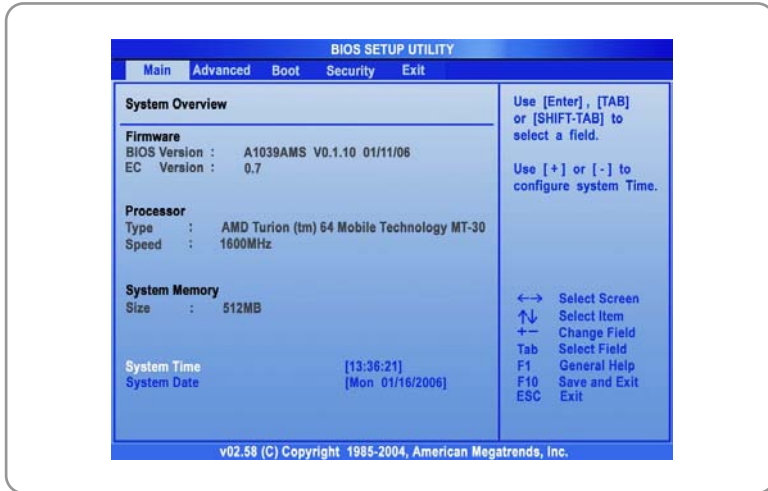 BIOS SETUP UTILITY
Main Advanced Boot Security Exit
System Overview
Firmware
BIOS Version : A1039AMS V0.1.10 01/11/06
EC Version : 0.7
Processor
Type : AMD Turion (tm) 64 Mobile Technology MT-30
Speed : 1600MHz
System Memory
Size : 512MB
System Time [13:36:21]
System Date [Mon 01/16/2006]
Use [Enter] , [TAB]
or [SHIFT-TAB] to
select a field.
Use [+] or [-] to
configure system Time.
←→ Select Screen
↑↓ Select Item
+− Change Field
Tab Select Field
F1 General Help
F10 Save and Exit
ESC Exit
v02.58 (C) Copyright 1985-2004, American Megatrends, Inc.